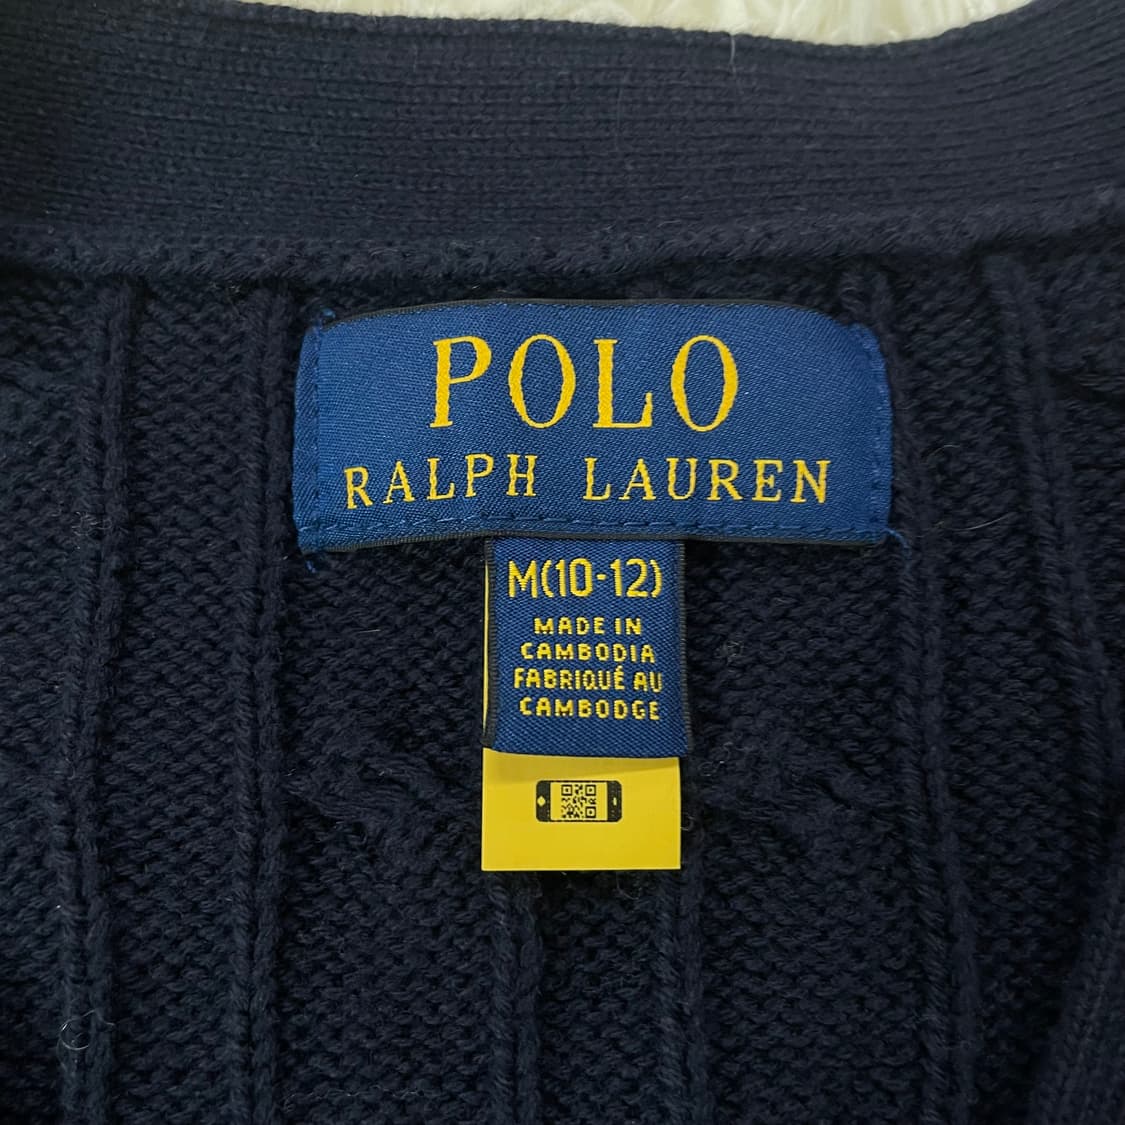 POLO
RALPH LAUREN
M(10-12)
MADE IN
CAMBODIA
FABRIQUÉ AU
CAMBODGE